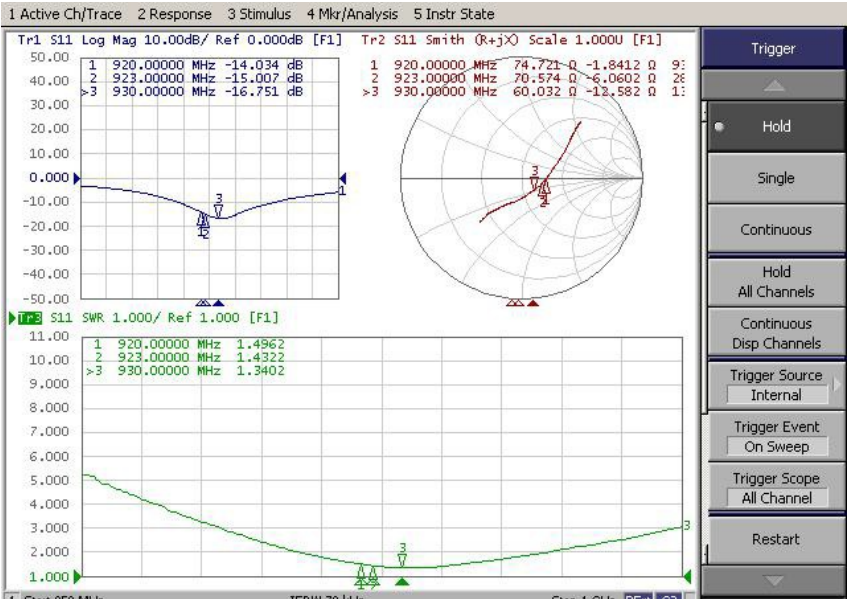 1 Active Ch/Trace 2 Response 3 Stimulus 4 Mkr/Analysis 5 Instr State
Tr1 S11 Log Mag 10.00dB/ Ref 0.000dB [F1]
50.00
40.00
30.00
20.00
10.00
0.000
-10.00
-20.00
-30.00
-40.00
-50.00
1 920.00000 MHz -14.034 dB
2 923.00000 MHz -15.007 dB
>3 930.00000 MHz -16.751 dB
3
1
Tr2 S11 Smith (R+jX) Scale 1.000U [F1]
1 920.00000 MHz 74.721 Ω -1.8412 Ω
2 923.00000 MHz 70.574 Ω -6.0602 Ω
>3 930.00000 MHz 60.032 Ω -12.582 Ω
3
Tr3 S11 SWR 1.000/ Ref 1.000 [F1]
11.00
10.00
9.000
8.000
7.000
6.000
5.000
4.000
3.000
2.000
1.000
1 920.00000 MHz 1.4962
2 923.00000 MHz 1.4322
>3 930.00000 MHz 1.3402
3
3
Trigger
Hold
Single
Continuous
Hold
All Channels
Continuous
Disp Channels
Trigger Source
Internal
Trigger Event
On Sweep
Trigger Scope
All Channel
Restart